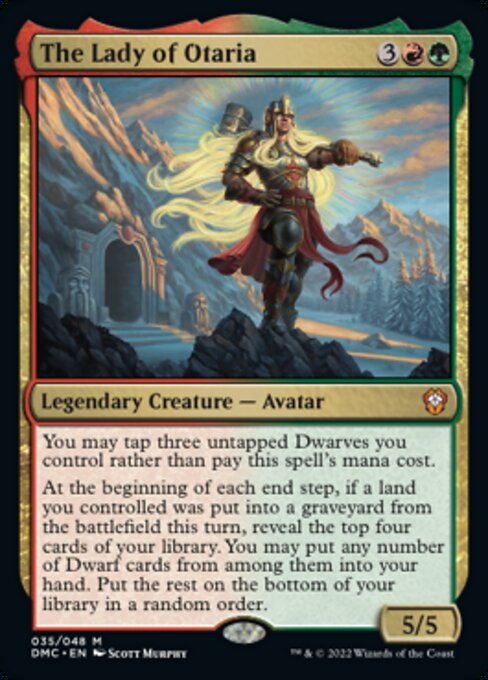 The Lady of Otaria 3
Legendary Creature — Avatar
You may tap three untapped Dwarves you
control rather than pay this spell's mana cost.
At the beginning of each end step, if a land
you controlled was put into a graveyard from
the battlefield this turn, reveal the top four
cards of your library. You may put any number
of Dwarf cards from among them into your
hand. Put the rest on the bottom of your
library in a random order.
5/5
035/048 M
DMC • EN Scott Murphy
™ & © 2022 Wizards of the Coast